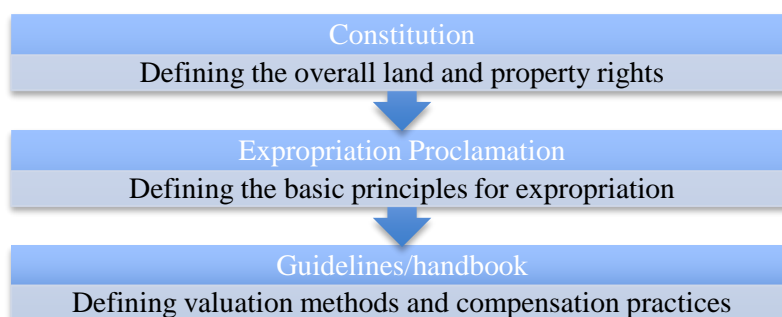 Constitution
Defining the overall land and property rights
Expropriation Proclamation
Defining the basic principles for expropriation
Guidelines/handbook
Defining valuation methods and compensation practices